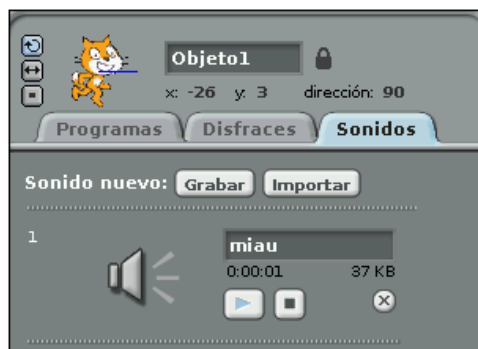 Objeto1
x: -26 y: 3 dirección: 90
Programas Disfraces Sonidos
Sonido nuevo: Grabar Importar
1
miau
0:00:01 37 KB